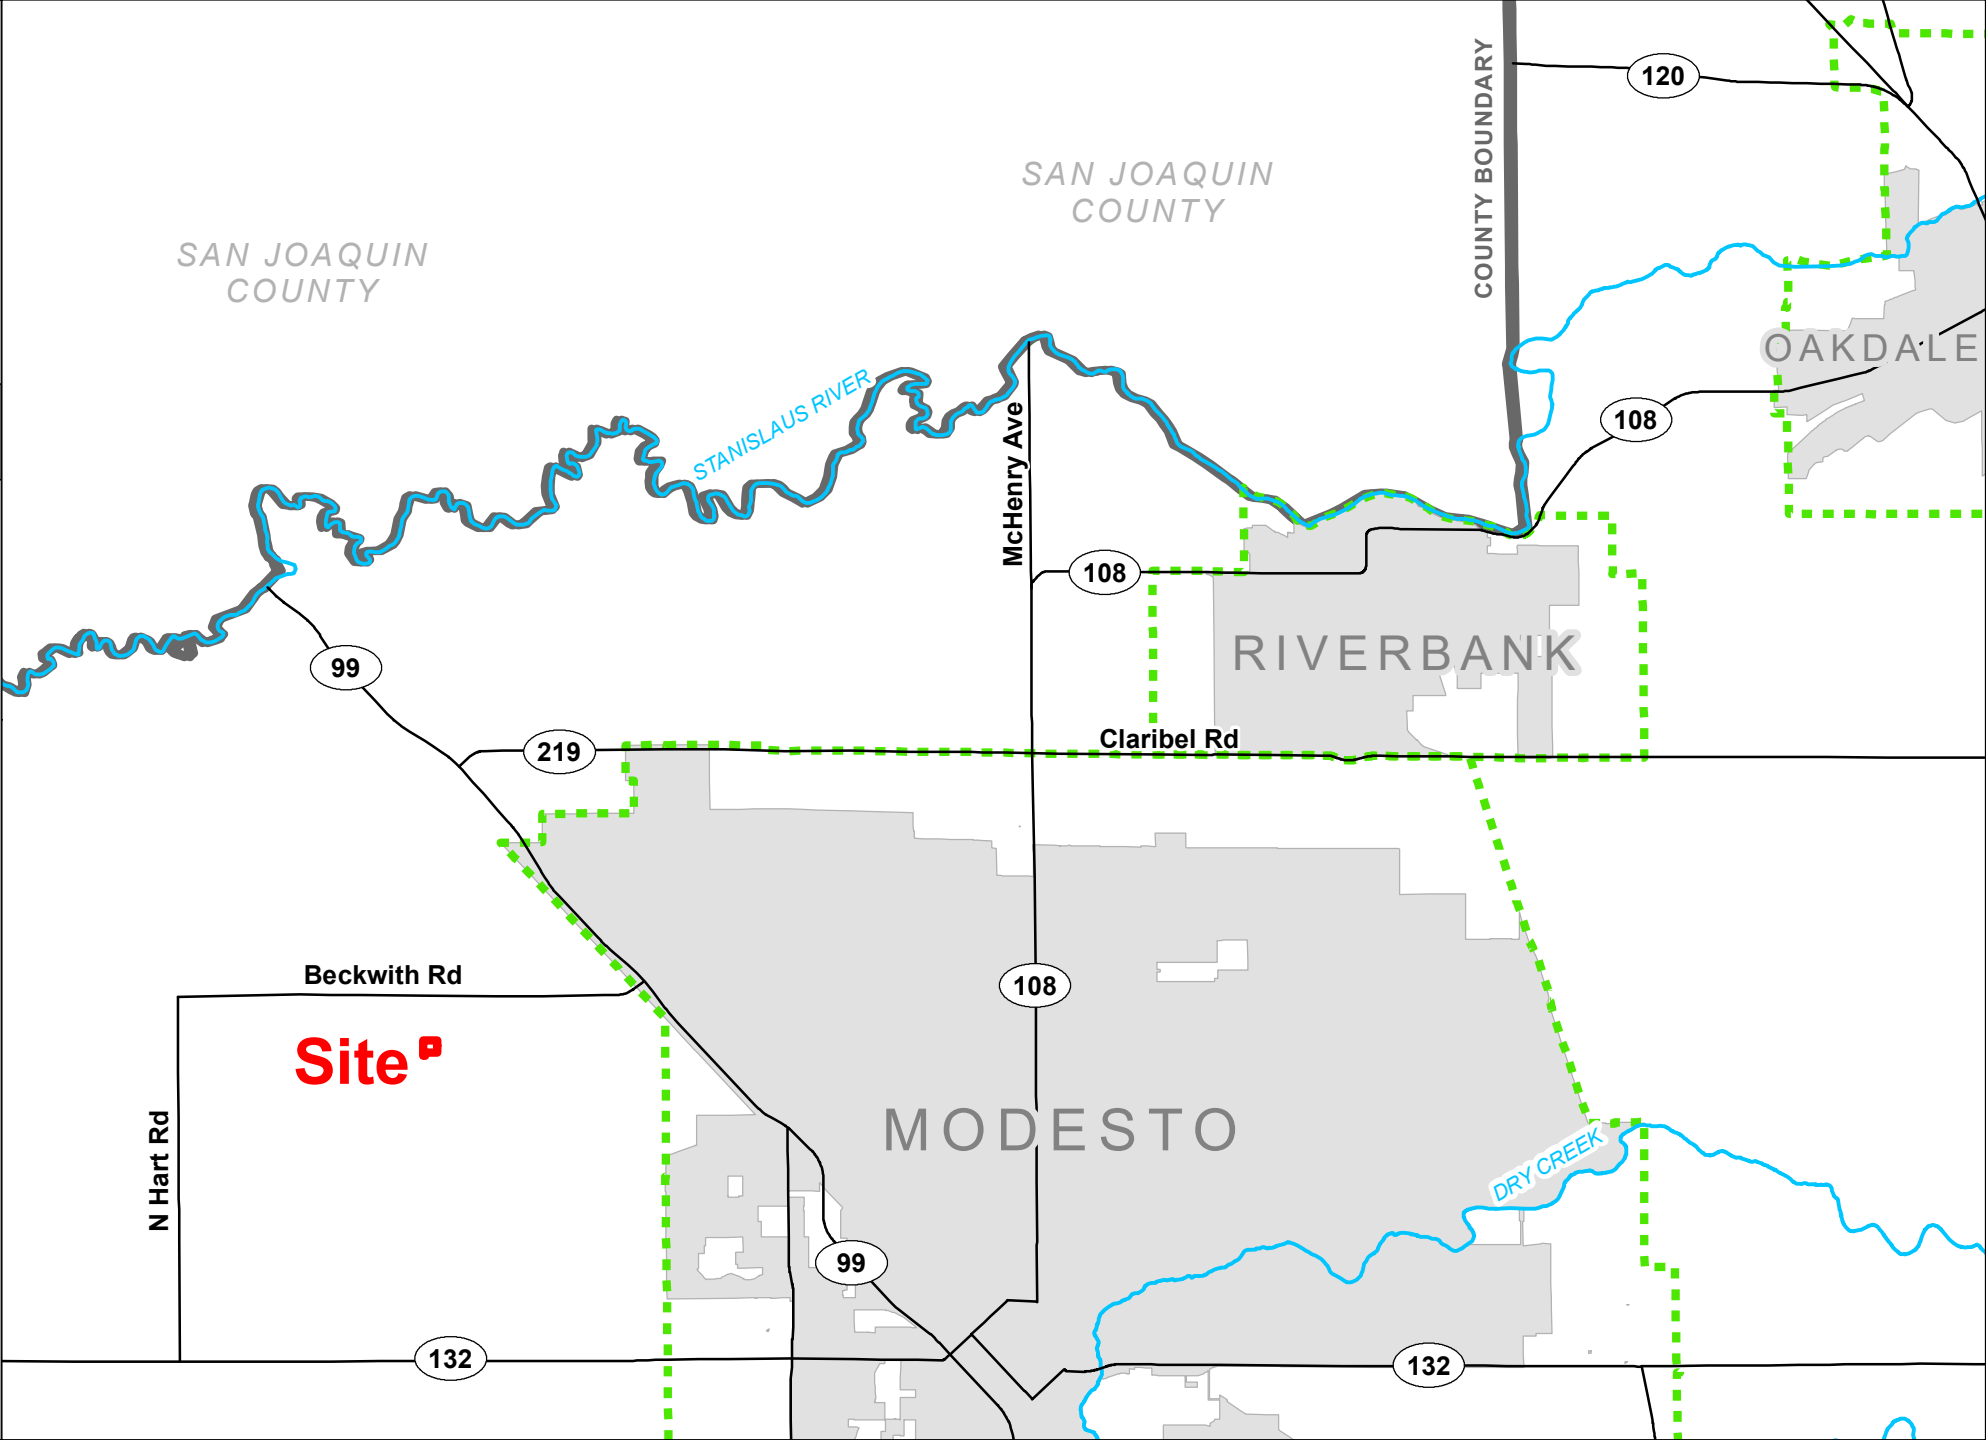 COUNTY BOUNDARY
120
SAN JOAQUIN
COUNTY
SAN JOAQUIN
COUNTY
OAKDALE
STANISLAUS RIVER
McHenry Ave
108
108
RIVERBANK
99
219
Claribel Rd
Beckwith Rd
108
Site
N Hart Rd
MODESTO
DRY CREEK
99
132
132